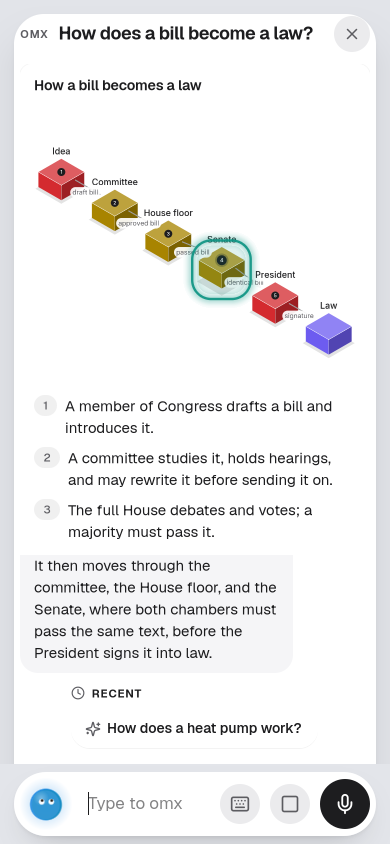 OMX How does a bill become a law?
How a bill becomes a law
Idea
1
draft bill
Committee
2
approved bill
House floor
3
passed bill
Senate
4
identical bill
President
5
signature
Law
1 A member of Congress drafts a bill and
introduces it.
2 A committee studies it, holds hearings,
and may rewrite it before sending it on.
3 The full House debates and votes; a
majority must pass it.
It then moves through the
committee, the House floor, and the
Senate, where both chambers must
pass the same text, before the
President signs it into law.
RECENT
How does a heat pump work?
Type to omx